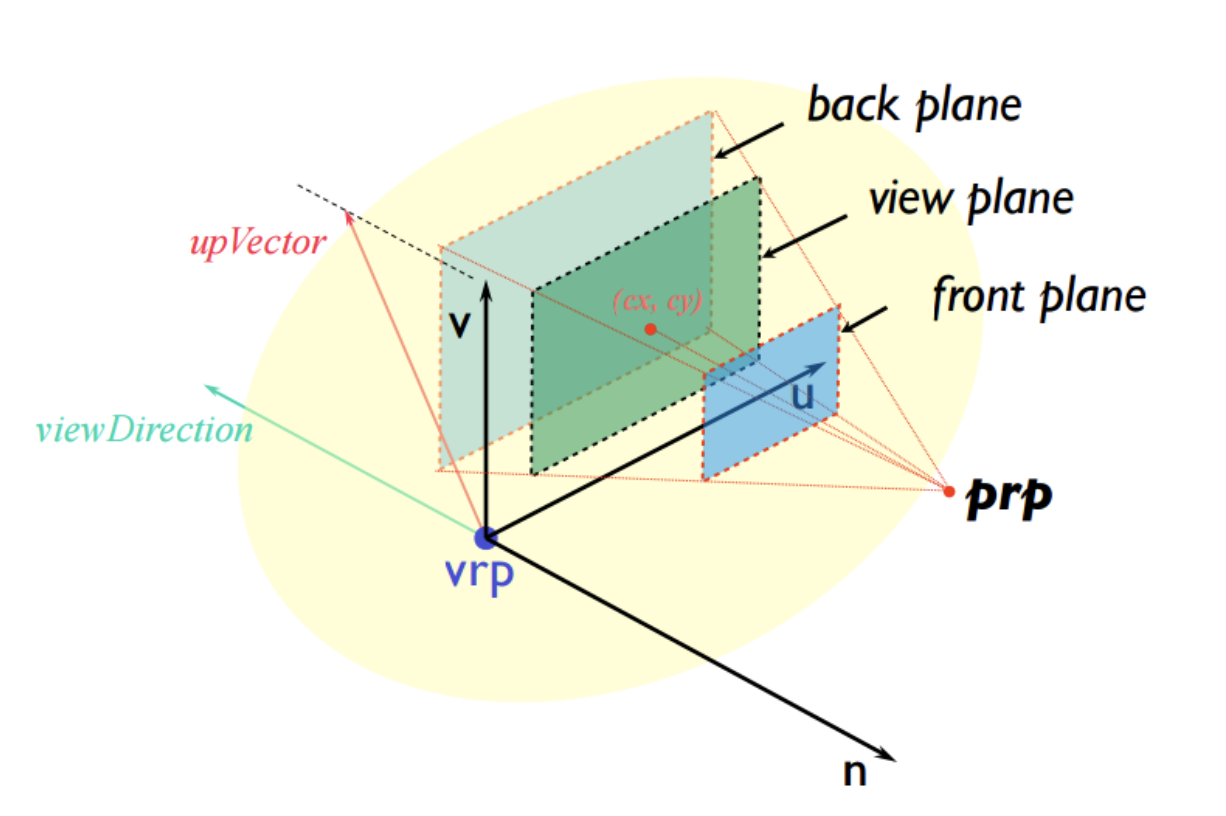 back plane
view plane
upVector
(cx, cy)
front plane
v
u
viewDirection
prp
vrp
n